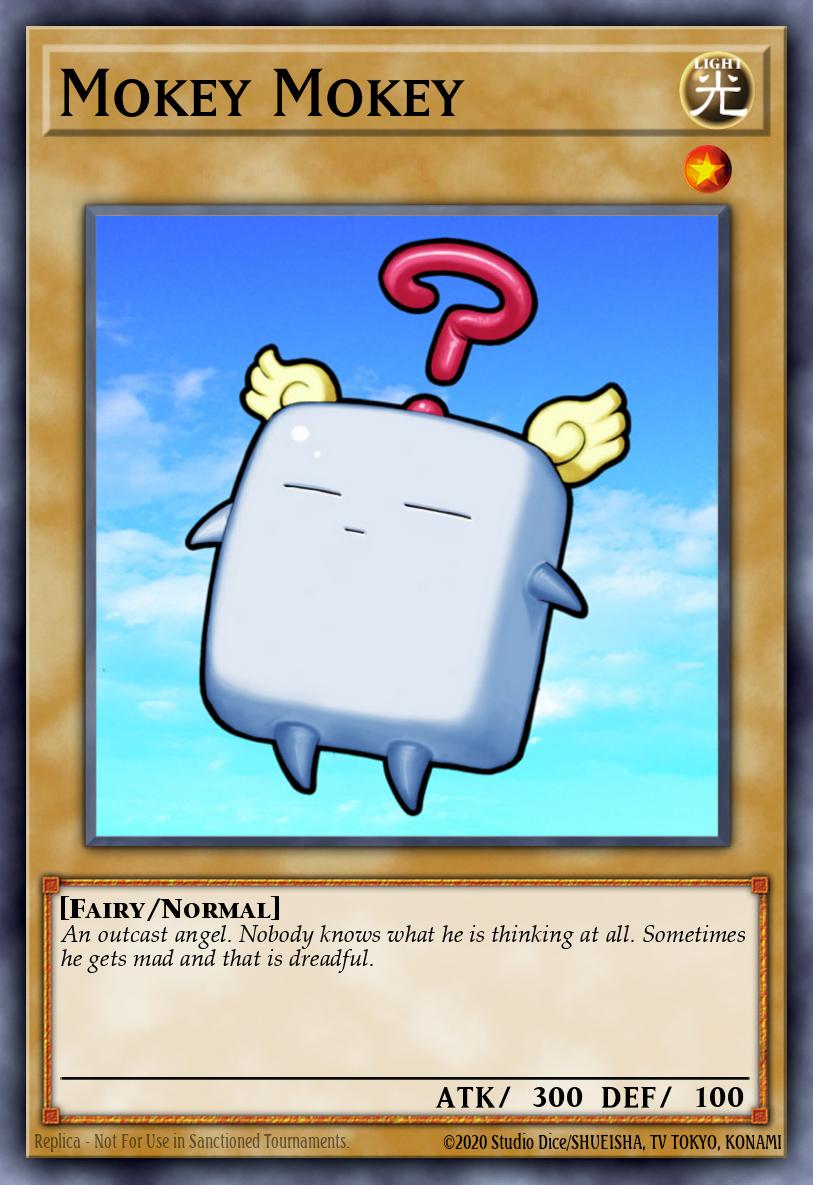 Mokey Mokey
LIGHT
光
[Fairy/Normal]
An outcast angel. Nobody knows what he is thinking at all. Sometimes
he gets mad and that is dreadful.
ATK/ 300 DEF/ 100
Replica - Not For Use in Sanctioned Tournaments.
©2020 Studio Dice/SHUEISHA, TV TOKYO, KONAMI